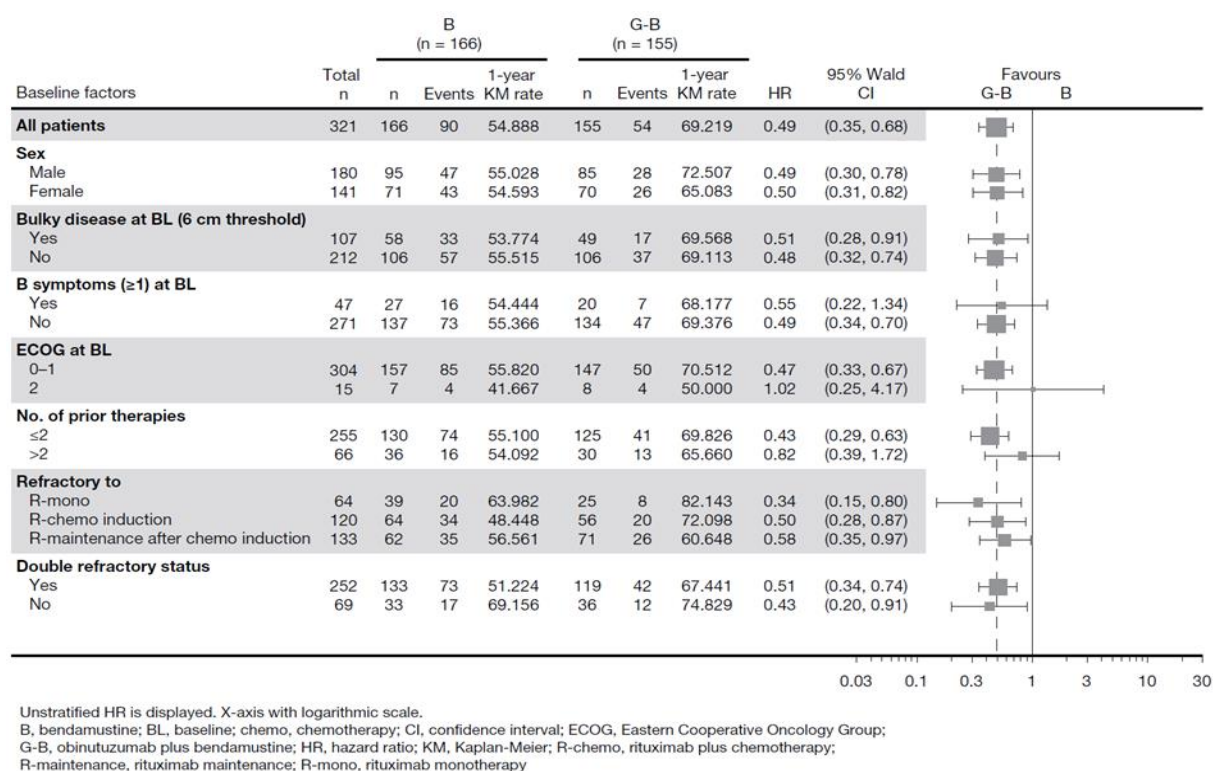 B G-B
(n = 166) (n = 155)
Total 1-year 1-year 95% Wald Favours
Baseline factors n n Events KM rate n Events KM rate HR CI G-B B
All patients 321 166 90 54.888 155 54 69.219 0.49 (0.35, 0.68)
Sex
Male 180 95 47 55.028 85 28 72.507 0.49 (0.30, 0.78)
Female 141 71 43 54.593 70 26 65.083 0.50 (0.31, 0.82)
Bulky disease at BL (6 cm threshold)
Yes 107 58 33 53.774 49 17 69.568 0.51 (0.28, 0.91)
No 212 106 57 55.515 106 37 69.113 0.48 (0.32, 0.74)
B symptoms (≥1) at BL
Yes 47 27 16 54.444 20 7 68.177 0.55 (0.22, 1.34)
No 271 137 73 55.366 134 47 69.376 0.49 (0.34, 0.70)
ECOG at BL
0–1 304 157 85 55.820 147 50 70.512 0.47 (0.33, 0.67)
2 15 7 4 41.667 8 4 50.000 1.02 (0.25, 4.17)
No. of prior therapies
≤2 255 130 74 55.100 125 41 69.826 0.43 (0.29, 0.63)
>2 66 36 16 54.092 30 13 65.660 0.82 (0.39, 1.72)
Refractory to
R-mono 64 39 20 63.982 25 8 82.143 0.34 (0.15, 0.80)
R-chemo induction 120 64 34 48.448 56 20 72.098 0.50 (0.28, 0.87)
R-maintenance after chemo induction 133 62 35 56.561 71 26 60.648 0.58 (0.35, 0.97)
Double refractory status
Yes 252 133 73 51.224 119 42 67.441 0.51 (0.34, 0.74)
No 69 33 17 69.156 36 12 74.829 0.43 (0.20, 0.91)
0.03 0.1 0.3 1 3 10 30
Unstratified HR is displayed. X-axis with logarithmic scale.
B, bendamustine; BL, baseline; chemo, chemotherapy; CI, confidence interval; ECOG, Eastern Cooperative Oncology Group;
G-B, obinutuzumab plus bendamustine; HR, hazard ratio; KM, Kaplan-Meier; R-chemo, rituximab plus chemotherapy;
R-maintenance, rituximab maintenance; R-mono, rituximab monotherapy